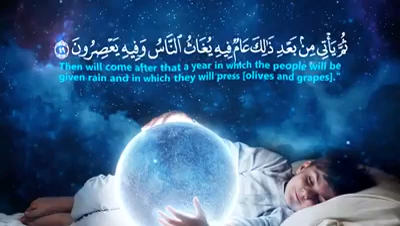 ثُمَّ يَأْتِى مِنۢ بَعْدِ ذَٰلِكَ عَامٌ فِيهِ يُغَاثُ ٱلنَّاسُ وَفِيهِ يَعْصِرُونَ ٤٩
Then will come after that a year in which the people will be
given rain and in which they will press [olives and grapes]."